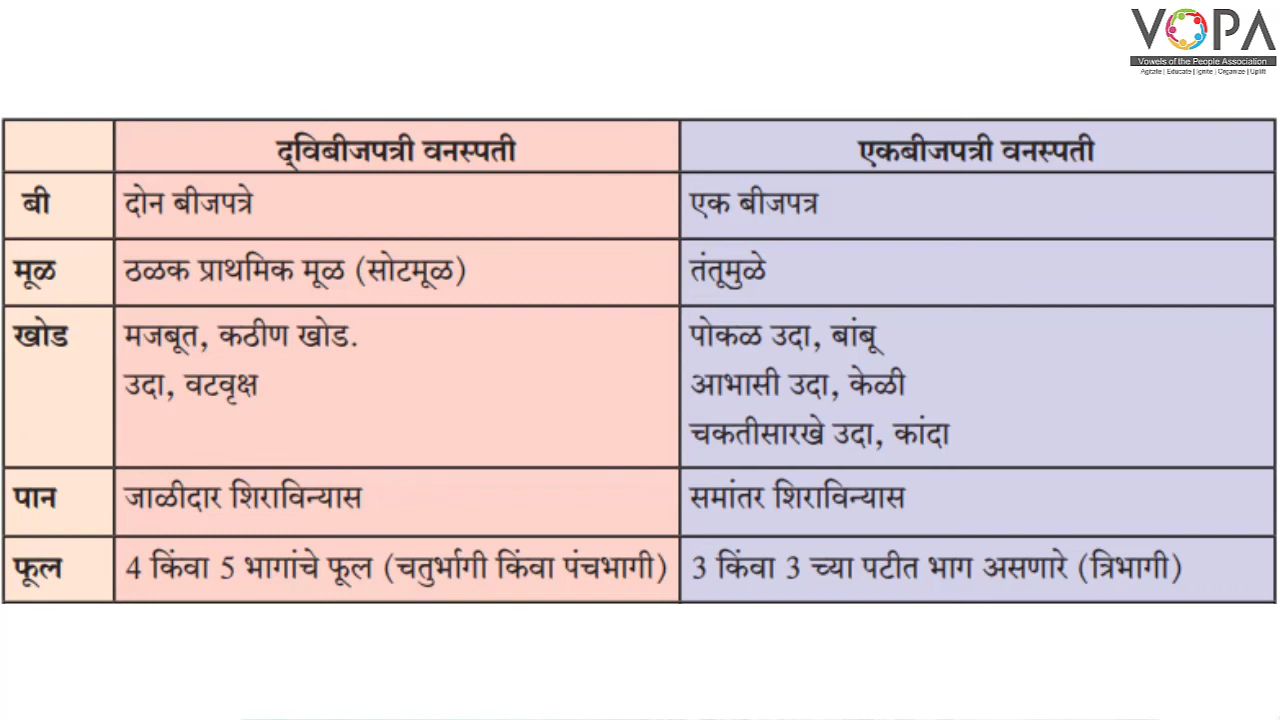 VOPA
Vowels of the People Association
Agitate | Educate | Ignite | Organize | Uplift
द्विबीजपत्री वनस्पती एकबीजपत्री वनस्पती
बी दोन बीजपत्रे एक बीजपत्र
मूळ ठळक प्राथमिक मूळ (सोटमूळ) तंतूमुळे
खोड मजबूत, कठीण खोड. पोकळ उदा, बांबू
उदा, वटवृक्ष आभासी उदा, केळी
चकतीसारखे उदा, कांदा
पान जाळीदार शिराविन्यास समांतर शिराविन्यास
फूल 4 किंवा 5 भागांचे फूल (चतुर्भागी किंवा पंचभागी) 3 किंवा 3 च्या पटीत भाग असणारे (त्रिभागी)